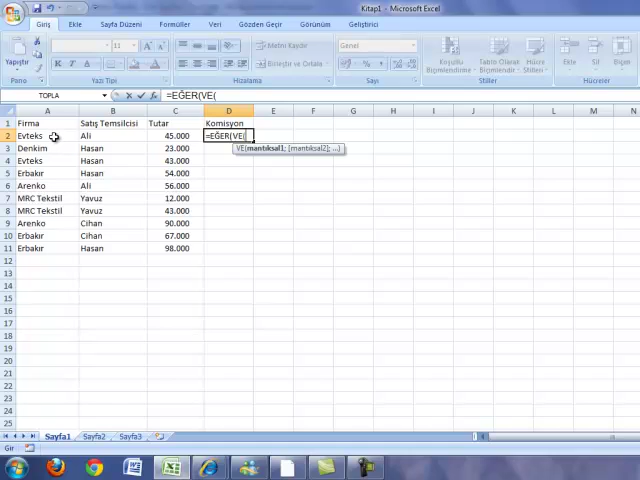 Kitap1 - Microsoft Excel
Giriş Ekle Sayfa Düzeni Formüller Veri Gözden Geçir Görünüm Geliştirici
Yapıştır
11
Metni Kaydır
Birleştir ve Ortala
Genel
Koşullu Biçimlendirme
Tablo Olarak Biçimlendir
Hücre Stilleri
Ekle
Sil
Biçim
Pano Yazı Tipi Hizalama Sayı Stiller Hücreler
TOPLA =EĞER(VE(
A B C D E F G H I J K L M N
1 Firma Satış Temsilcisi Tutar Komisyon
2 Evteks Ali 45.000 =EĞER(VE(
VE(mantıksal1; [mantıksal2]; ...)
3 Denkim Hasan 23.000
4 Evteks Hasan 43.000
5 Erbakır Hasan 54.000
6 Arenko Ali 56.000
7 MRC Tekstil Yavuz 12.000
8 MRC Tekstil Yavuz 43.000
9 Arenko Cihan 90.000
10 Erbakır Cihan 67.000
11 Erbakır Hasan 98.000
12
13
14
15
16
17
18
19
20
21
22
23
24
25
Sayfa1 Sayfa2 Sayfa3
Gir